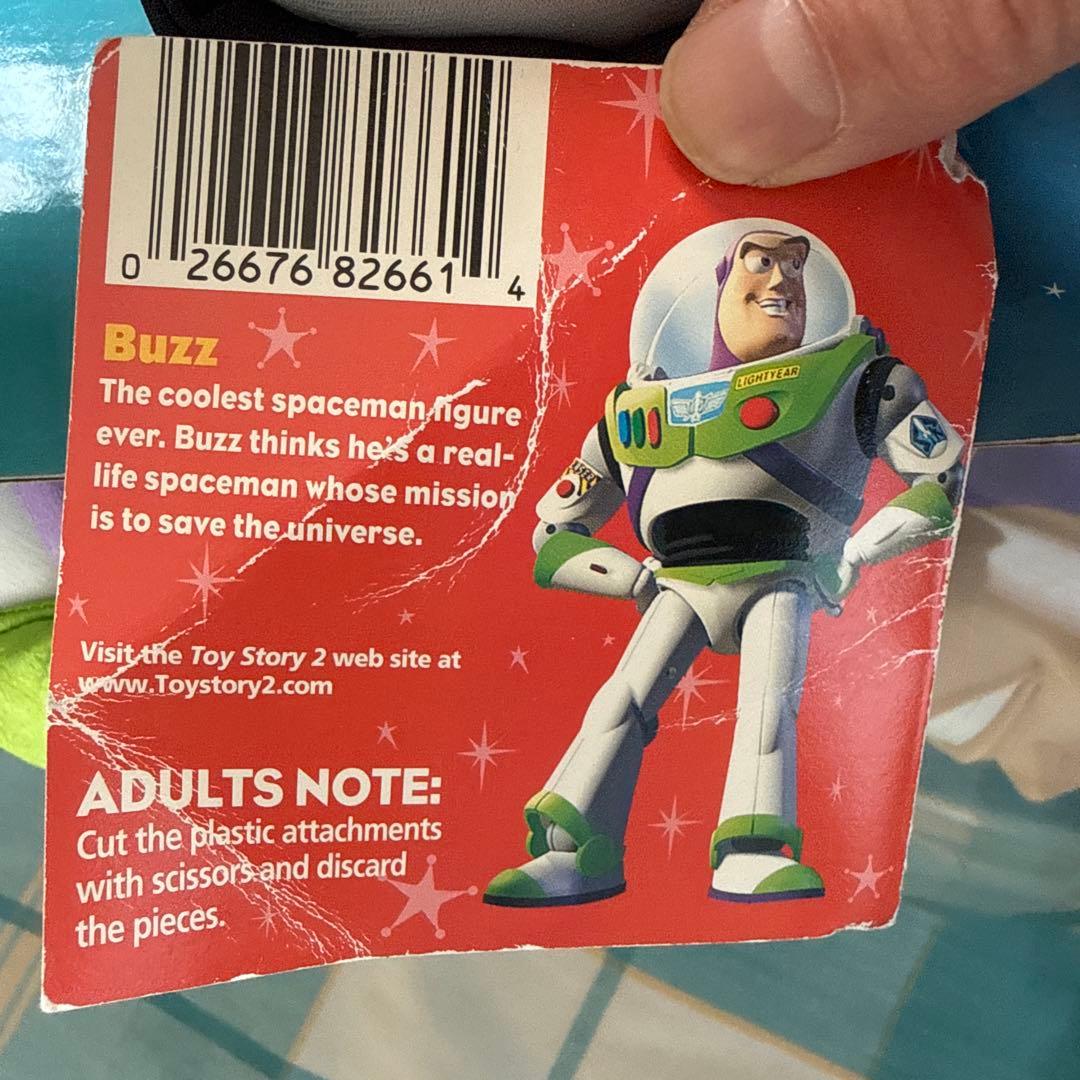 0 26676 82661 4
Buzz
The coolest spaceman figure
ever. Buzz thinks he's a real-
life spaceman whose mission
is to save the universe.
LIGHTYEAR
Visit the Toy Story 2 web site at
www.Toystory2.com
ADULTS NOTE:
Cut the plastic attachments
with scissors and discard
the pieces.